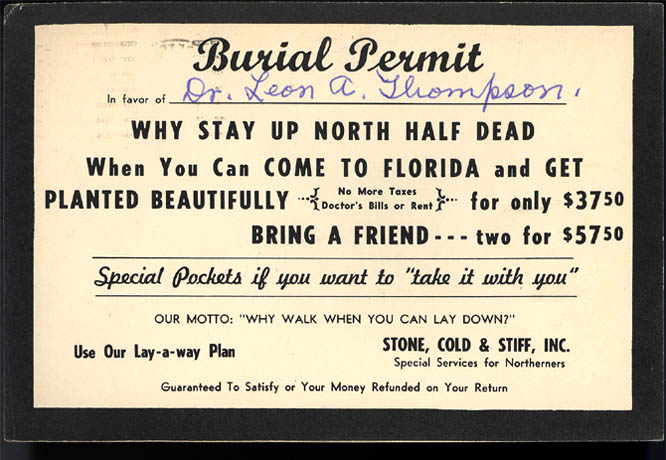 Burial Permit
In favor of Dr. Leon A. Thompson.
WHY STAY UP NORTH HALF DEAD
When You Can COME TO FLORIDA and GET
PLANTED BEAUTIFULLY No More Taxes Doctor's Bills or Rent for only $37.50
BRING A FRIEND --- two for $57.50
Special Pockets if you want to "take it with you"
OUR MOTTO: "WHY WALK WHEN YOU CAN LAY DOWN?"
Use Our Lay-a-way Plan
STONE, COLD & STIFF, INC.
Special Services for Northerners
Guaranteed To Satisfy or Your Money Refunded on Your Return